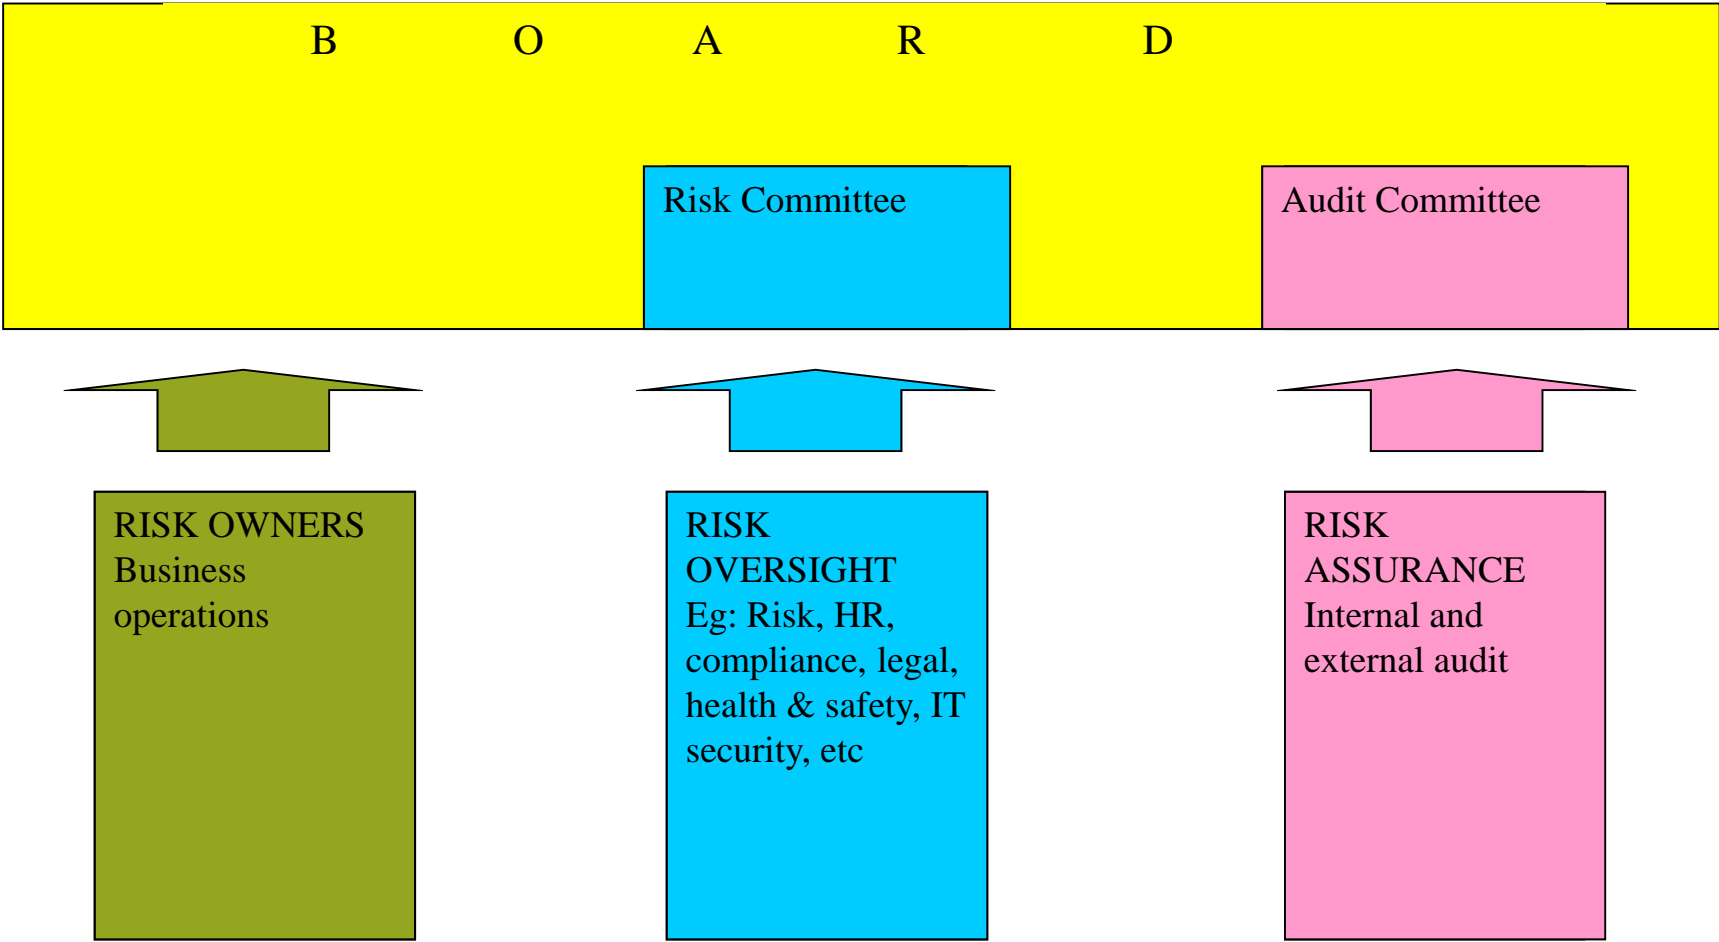 B O A R D
Risk Committee
Audit Committee
RISK OWNERS
Business
operations
RISK
OVERSIGHT
Eg: Risk, HR,
compliance, legal,
health & safety, IT
security, etc
RISK
ASSURANCE
Internal and
external audit